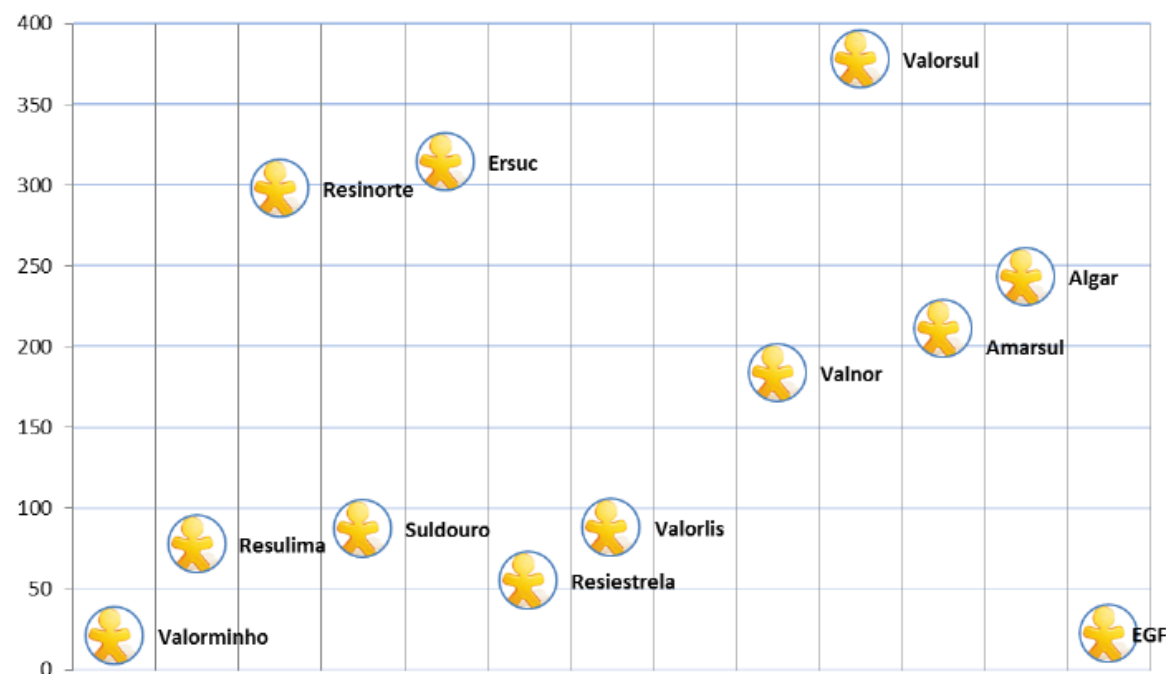 400
Valorsul
350
Ersuc
300
Resinorte
250
Algar
200
Amarsul
Valnor
150
100
Valorlis
Suldouro
Resulima
50
Resiestrela
Valorminho
EGF
0